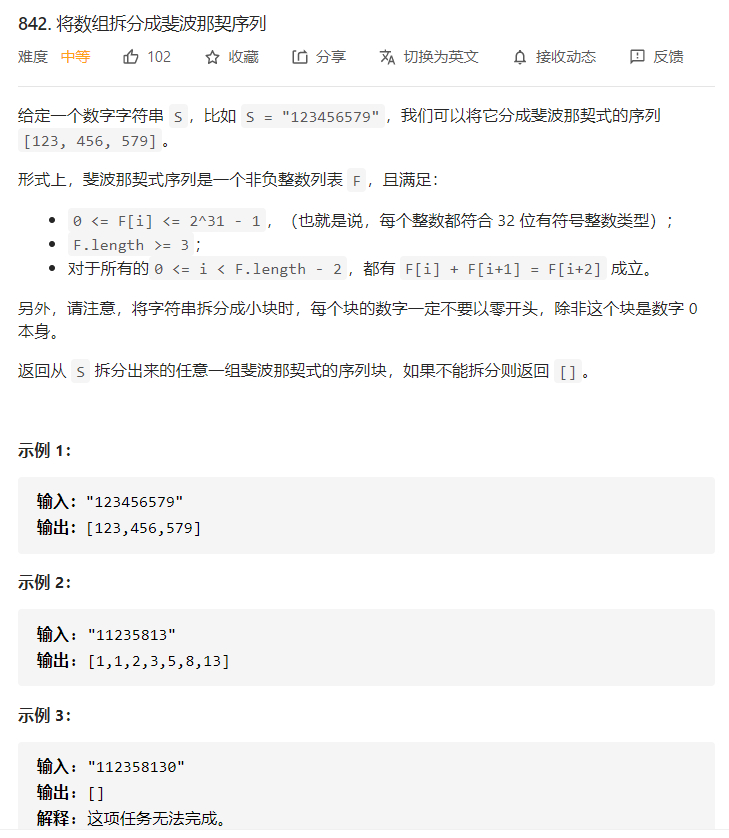 842. 将数组拆分成斐波那契序列
难度 中等 102 收藏 分享 切换为英文 接收动态 反馈
给定一个数字字符串 S，比如 S = "123456579"，我们可以将它分成斐波那契式的序列
[123, 456, 579]。
形式上，斐波那契式序列是一个非负整数列表 F，且满足：
0 <= F[i] <= 2^31 - 1，（也就是说，每个整数都符合 32 位有符号整数类型）；
F.length >= 3；
对于所有的 0 <= i < F.length - 2，都有 F[i] + F[i+1] = F[i+2] 成立。
另外，请注意，将字符串拆分成小块时，每个块的数字一定不要以零开头，除非这个块是数字 0
本身。
返回从 S 拆分出来的任意一组斐波那契式的序列块，如果不能拆分则返回 []。
示例 1：
输入："123456579"
输出：[123,456,579]
示例 2：
输入："11235813"
输出：[1,1,2,3,5,8,13]
示例 3：
输入："112358130"
输出：[]
解释：这项任务无法完成。